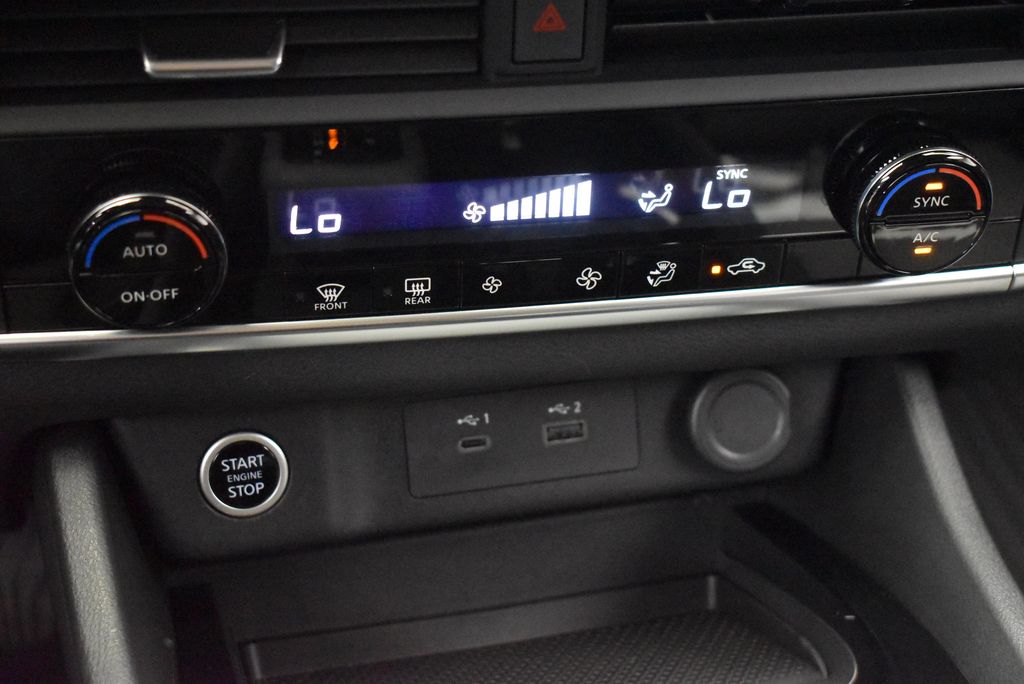 SYNC
Lo
Lo
AUTO
ON·OFF
SYNC
A/C
FRONT
REAR
1
2
START
ENGINE
STOP